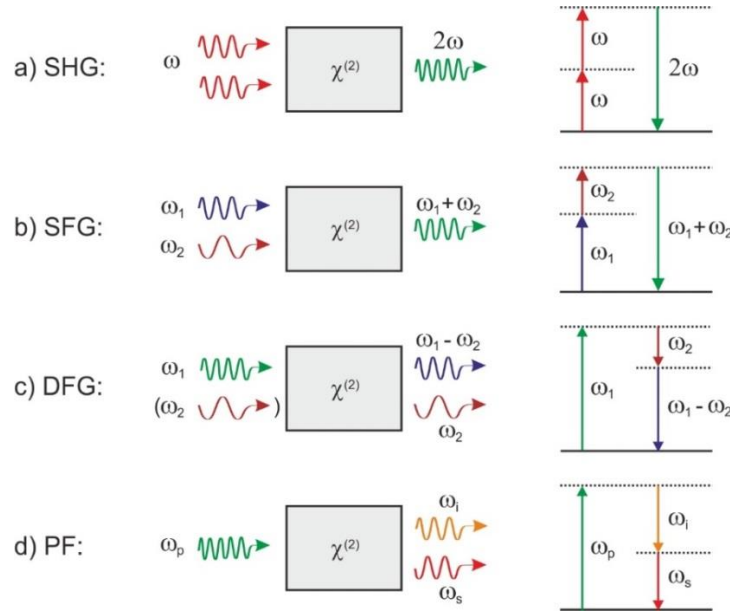 a) SHG:
ω
χ⁽²⁾
2ω
ω
ω
2ω
b) SFG:
ω₁
ω₂
χ⁽²⁾
ω₁+ω₂
ω₂
ω₁
ω₁+ω₂
c) DFG:
ω₁
(ω₂ )
χ⁽²⁾
ω₁-ω₂
ω₂
ω₁
ω₂
ω₁-ω₂
d) PF:
ωₚ
χ⁽²⁾
ωᵢ
ωₛ
ωₚ
ωᵢ
ωₛ